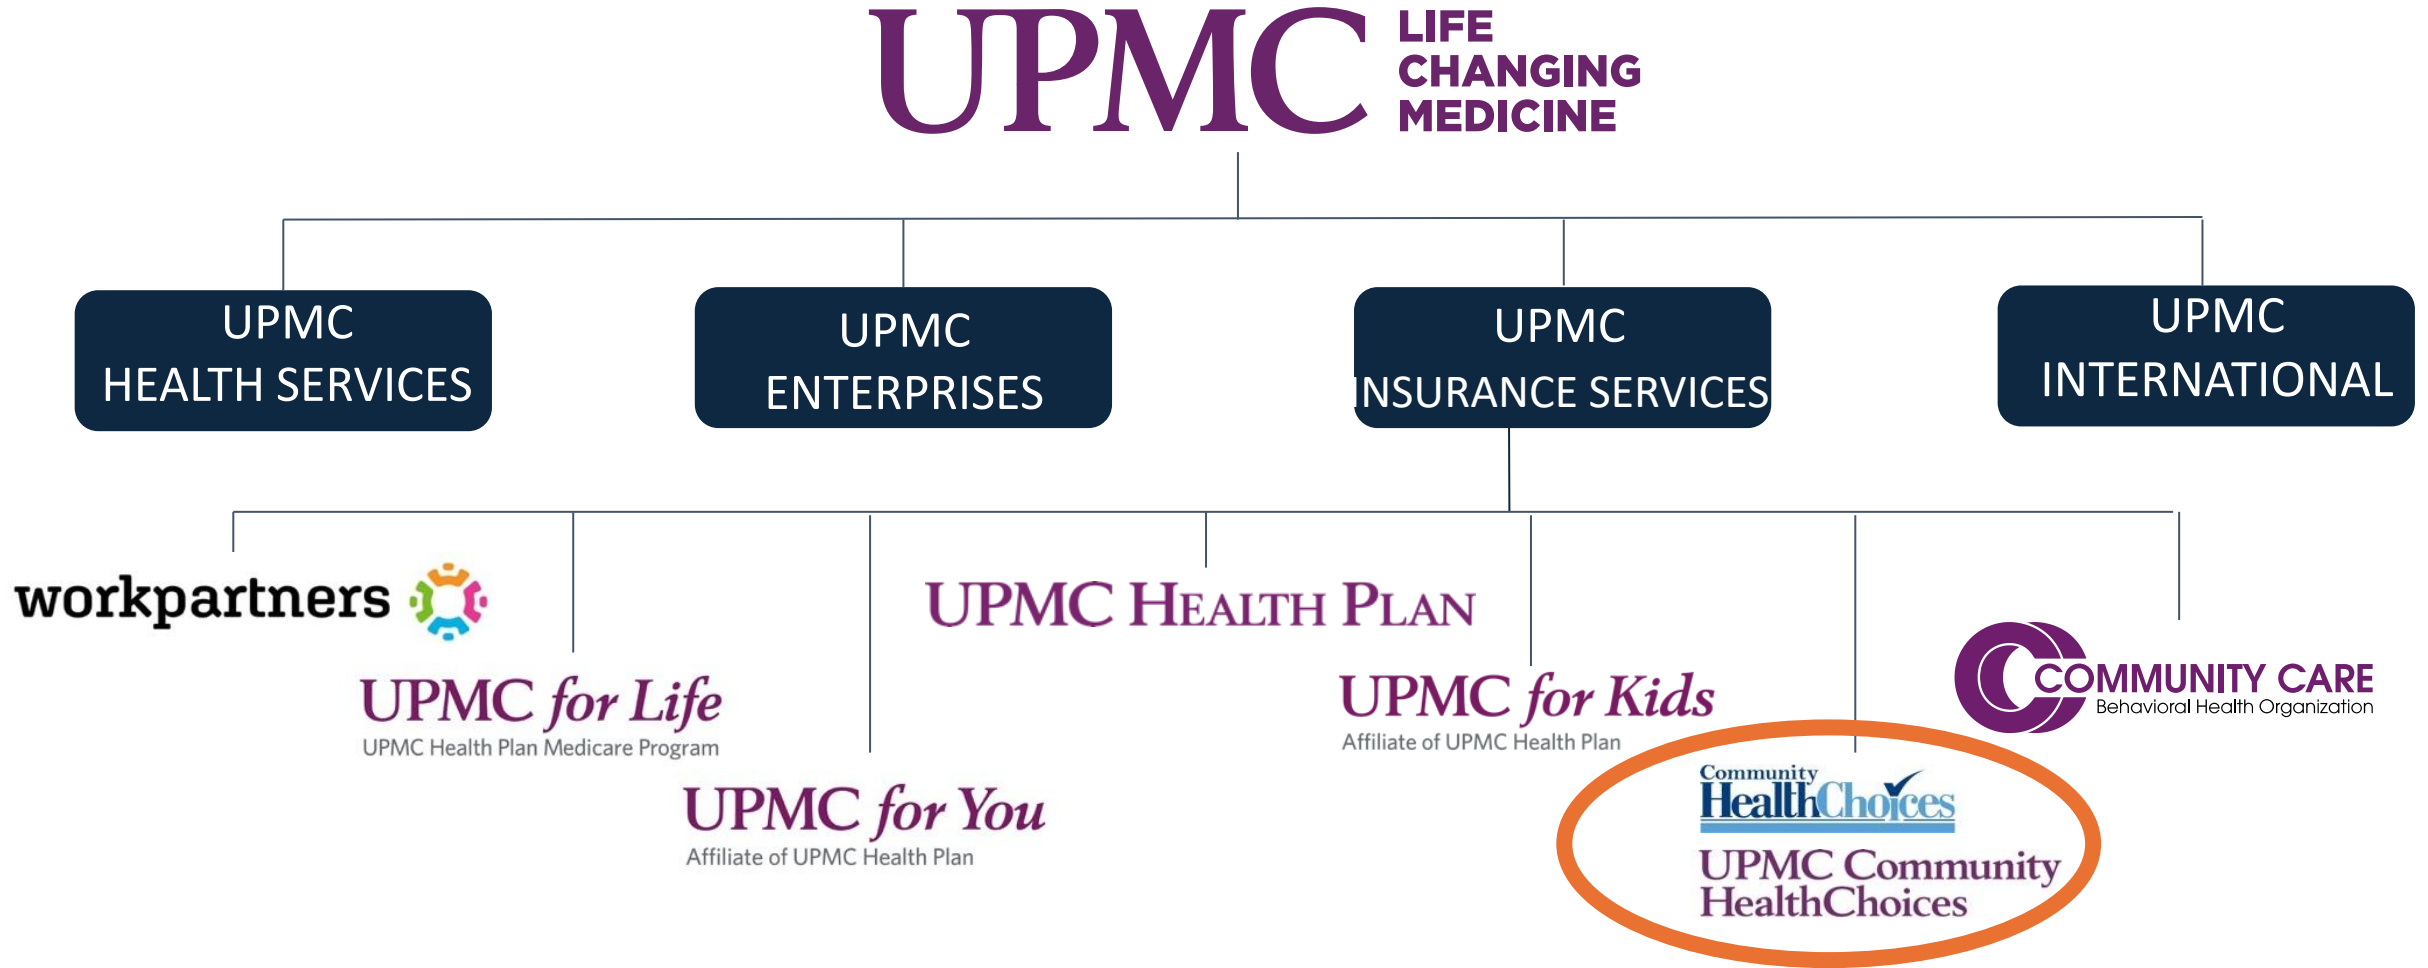 UPMC
LIFE
CHANGING
MEDICINE
UPMC
HEALTH SERVICES
UPMC
ENTERPRISES
UPMC
INSURANCE SERVICES
UPMC
INTERNATIONAL
workpartners
UPMC for Life
UPMC Health Plan Medicare Program
UPMC for You
Affiliate of UPMC Health Plan
UPMC HEALTH PLAN
UPMC for Kids
Affiliate of UPMC Health Plan
Community
HealthChoices
UPMC Community
HealthChoices
COMMUNITY CARE
Behavioral Health Organization